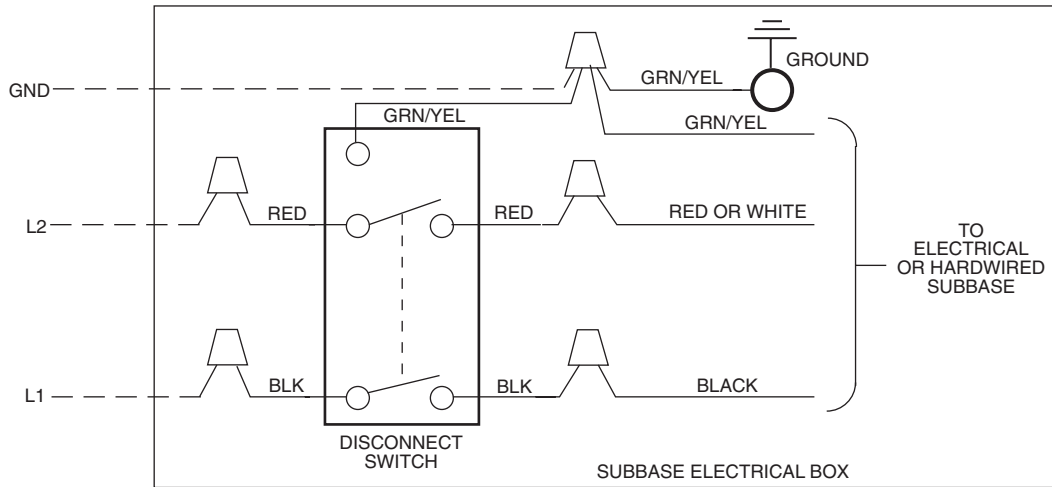 GROUND
GRN/YEL
GND
GRN/YEL
GRN/YEL
L2
RED
RED
RED OR WHITE
TO
ELECTRICAL
OR HARDWIRED
SUBBASE
L1
BLK
BLK
BLACK
DISCONNECT
SWITCH
SUBBASE ELECTRICAL BOX